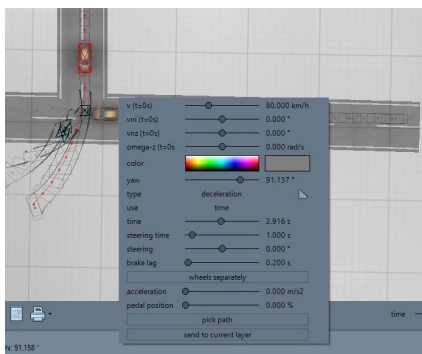 v (t=0s) 80.000 km/h
vni (t=0s) 0.000 °
vnz (t=0s) 0.000 °
omega-z (t=0s 0.000 rad/s
color
yaw 91.157 °
type deceleration
use time
time 2.916 s
steering time 1.000 s
steering 0.000 °
brake lag 0.200 s
wheels separately
acceleration 0.000 m/s2
pedal position 0.000 %
pick path
send to current layer
time
hi: 91.158 °